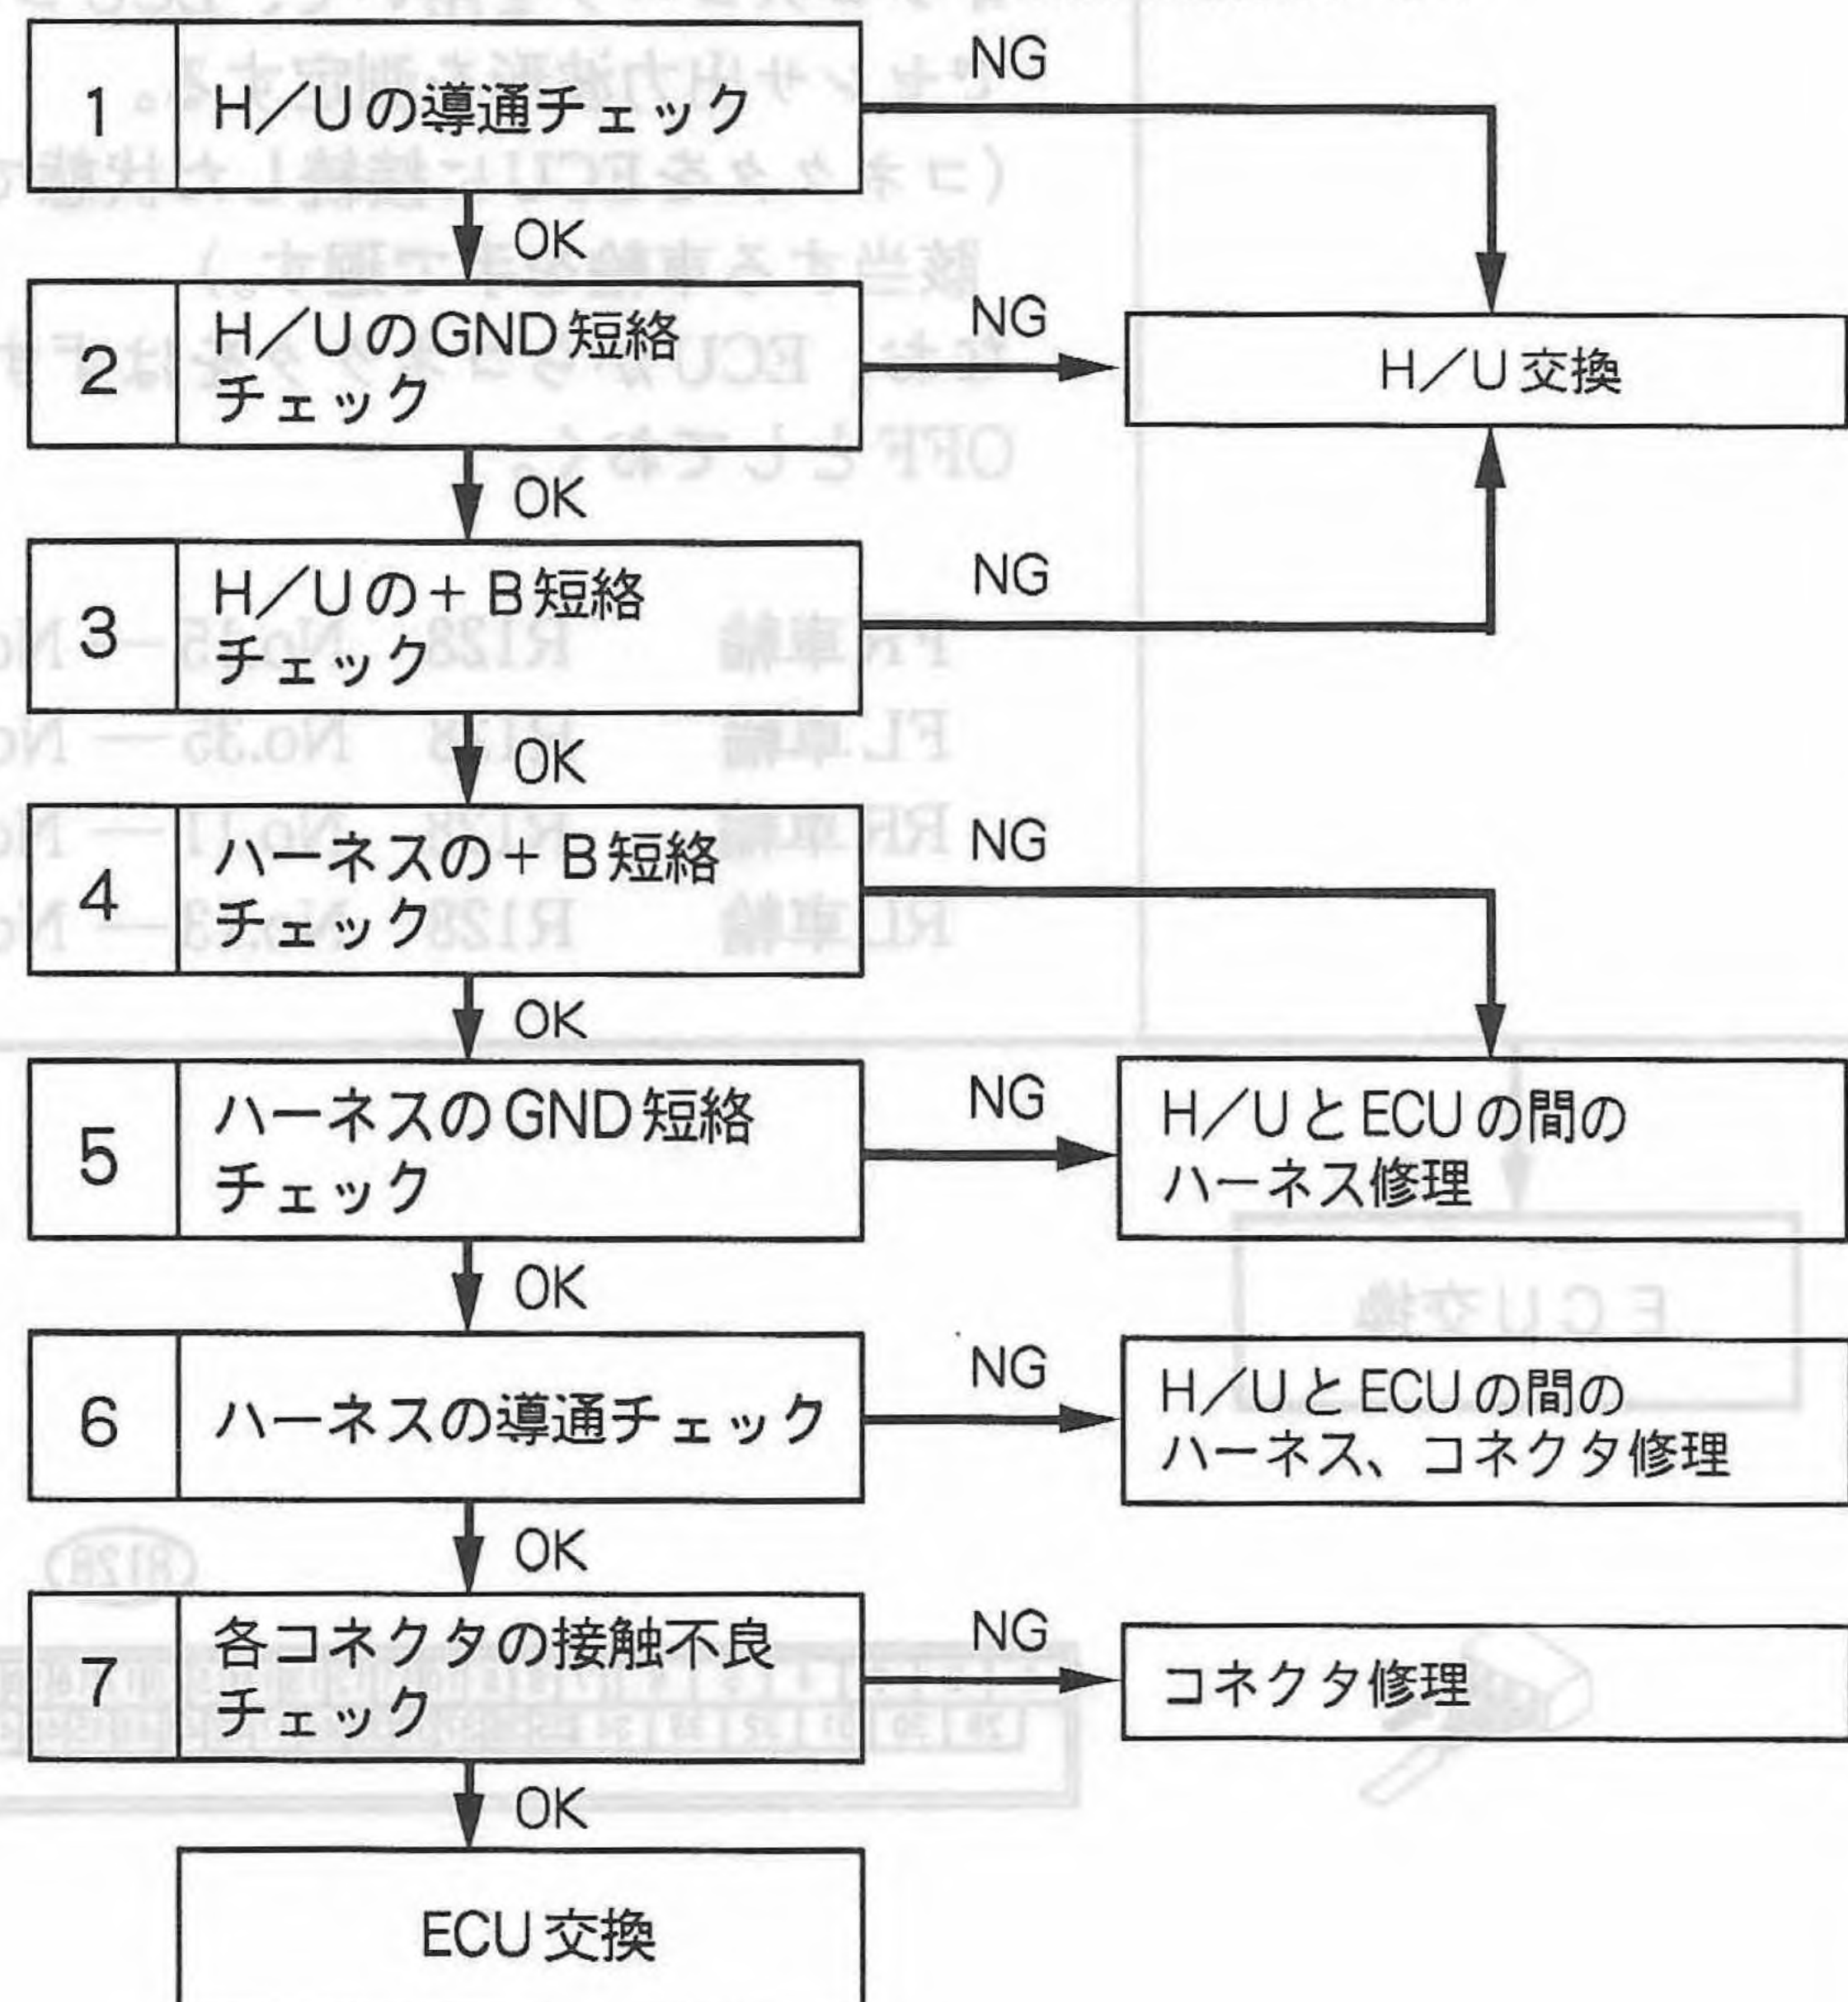 1 H／Uの導通チェック
NG
OK
2 H／UのGND短絡
チェック
NG
H／U交換
OK
3 H／Uの＋B短絡
チェック
NG
OK
4 ハーネスの＋B短絡
チェック
NG
OK
5 ハーネスのGND短絡
チェック
NG
H／UとECUの間の
ハーネス修理
OK
6 ハーネスの導通チェック
NG
H／UとECUの間の
ハーネス、コネクタ修理
OK
7 各コネクタの接触不良
チェック
NG
コネクタ修理
OK
ECU交換